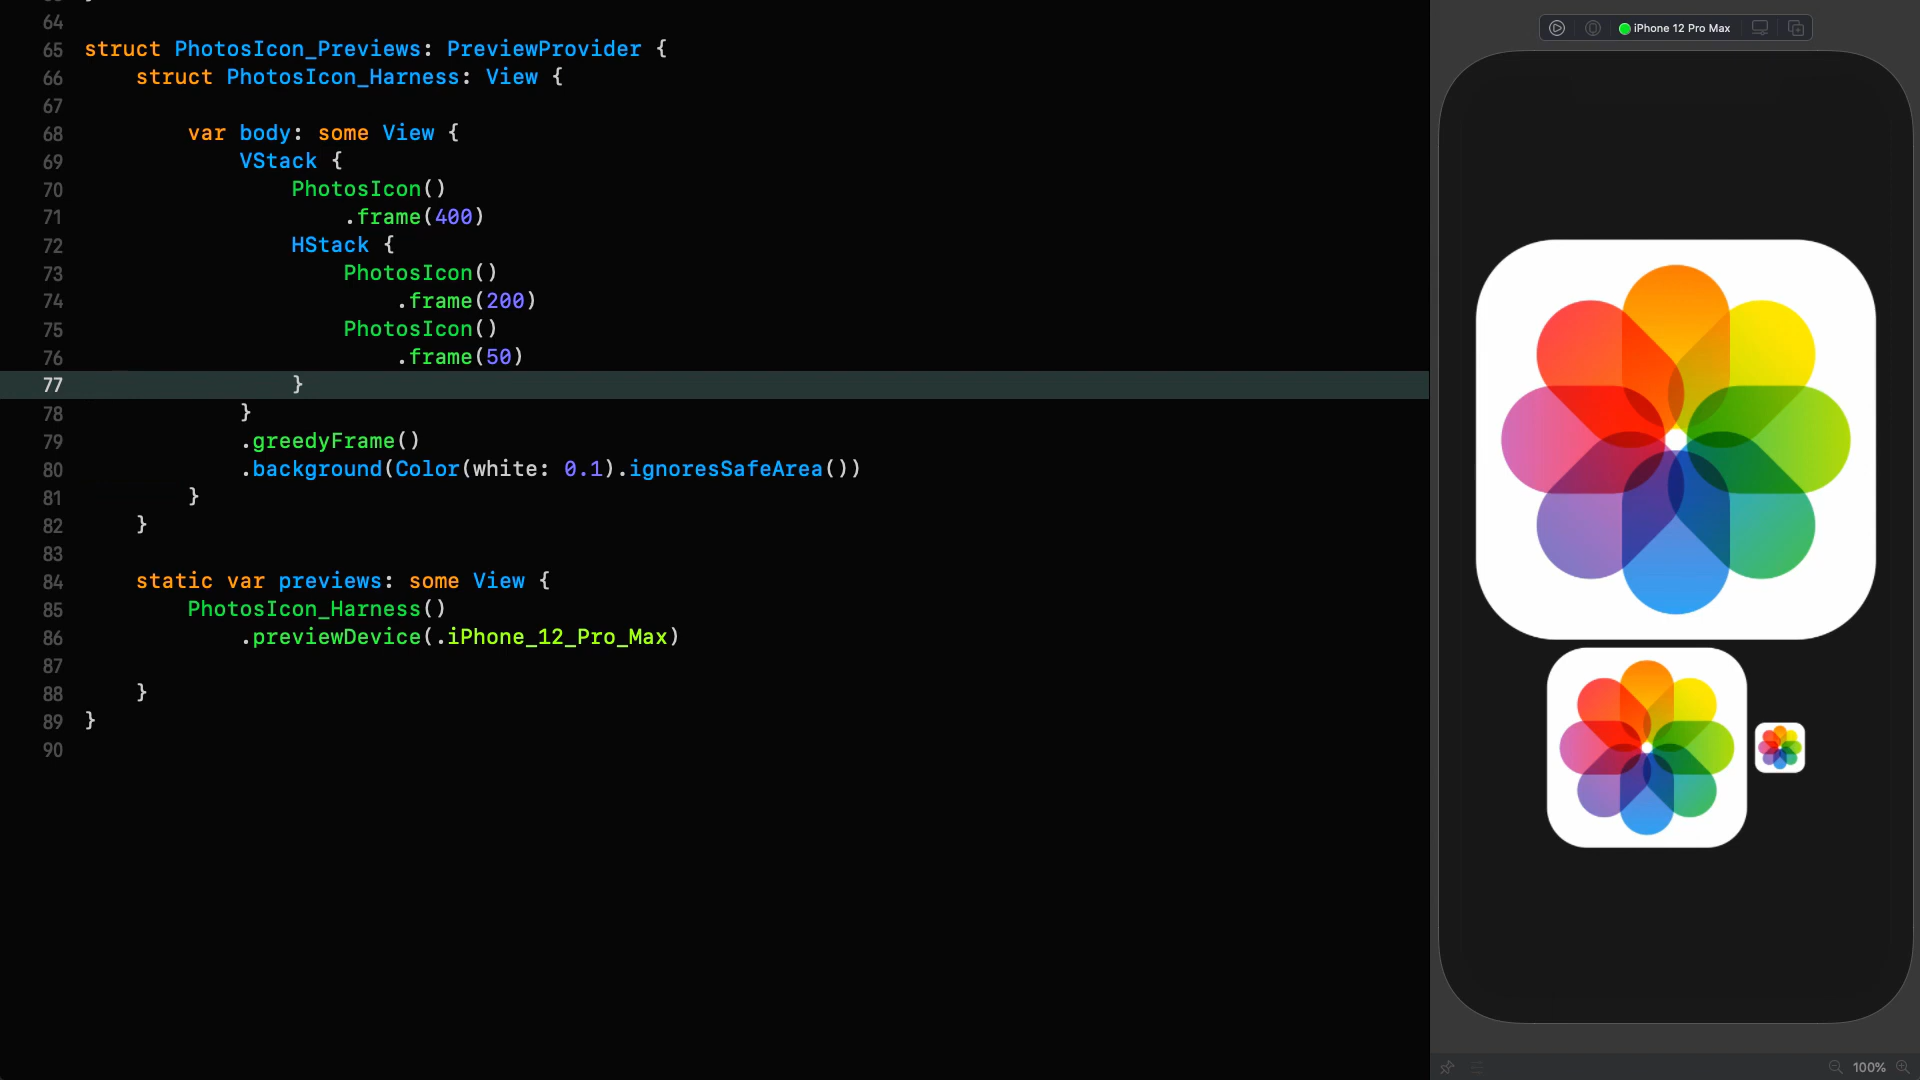 64
65 struct PhotosIcon_Previews: PreviewProvider {
66     struct PhotosIcon_Harness: View {
67
68         var body: some View {
69             VStack {
70                 PhotosIcon()
71                     .frame(400)
72                 HStack {
73                     PhotosIcon()
74                         .frame(200)
75                     PhotosIcon()
76                         .frame(50)
77                 }
78             }
79             .greedyFrame()
80             .background(Color(white: 0.1).ignoresSafeArea())
81         }
82     }
83
84     static var previews: some View {
85         PhotosIcon_Harness()
86             .previewDevice(.iPhone_12_Pro_Max)
87
88     }
89 }
90
iPhone 12 Pro Max
100%